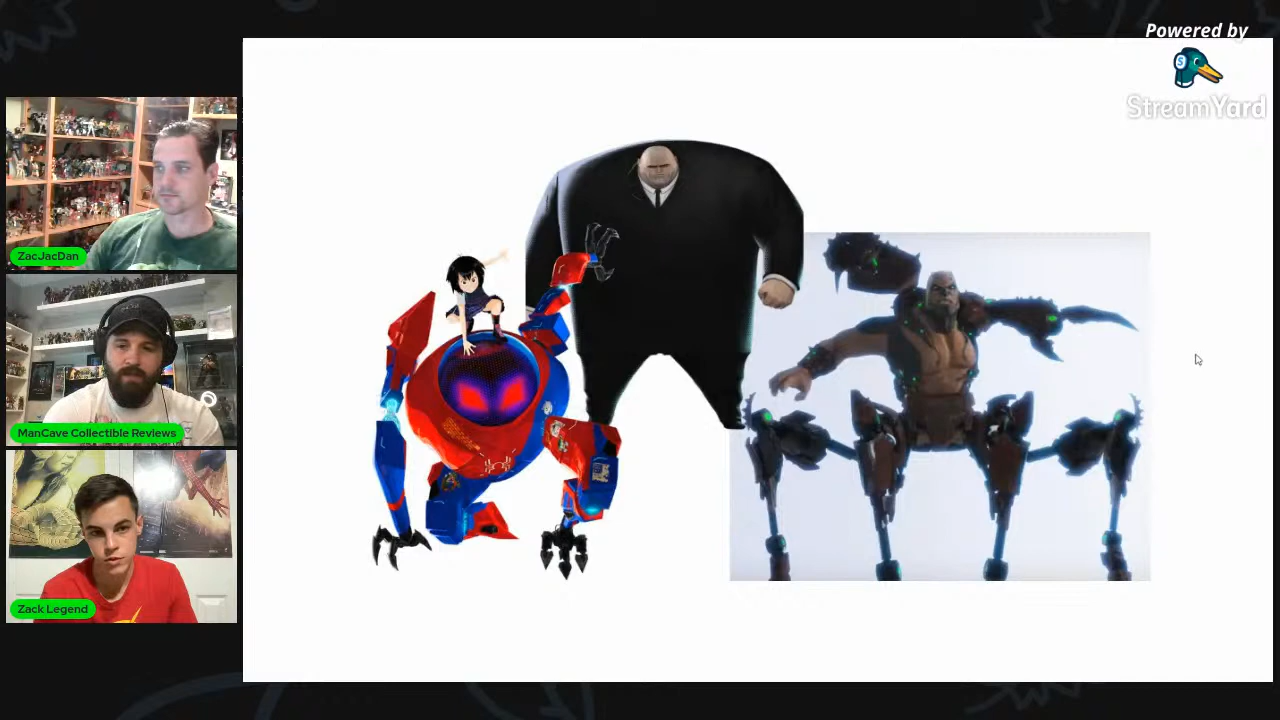 Powered by
StreamYard
S
ZacJacDan
ManCave Collectible Reviews
Zack Legend